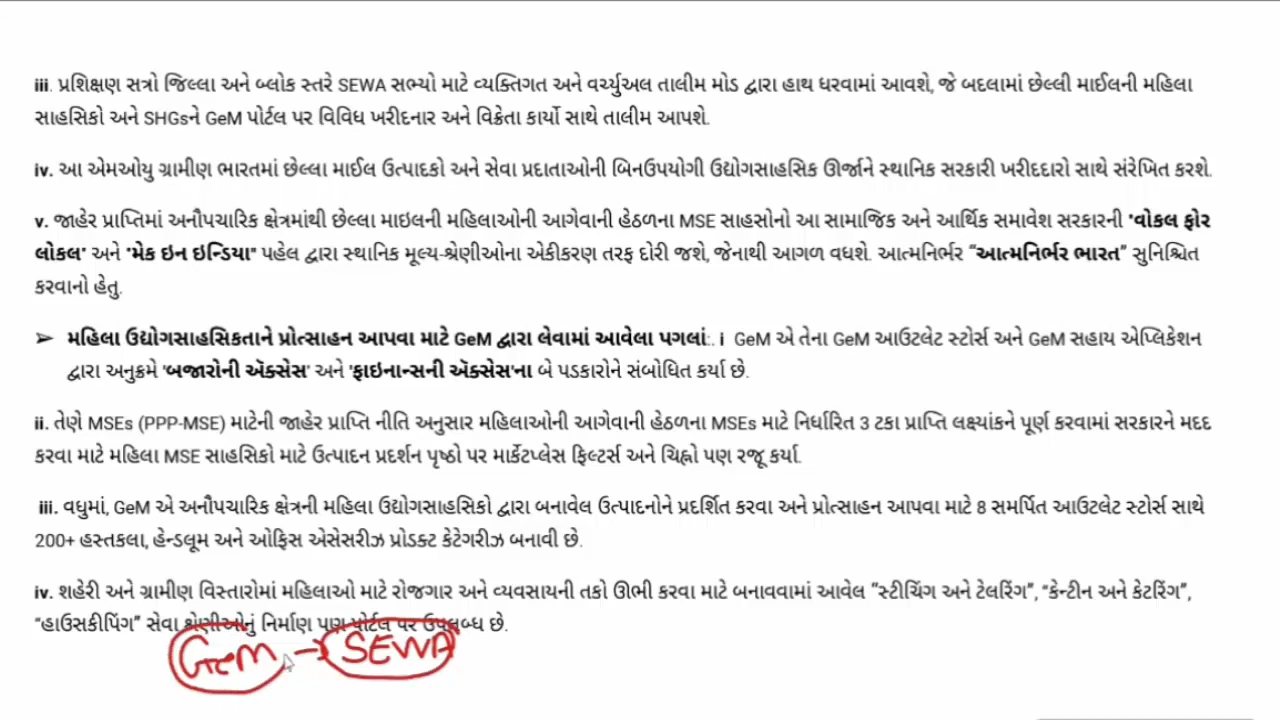 iii. પ્રશિક્ષણ સત્રો જિલ્લા અને બ્લોક સ્તરે SEWA સભ્યો માટે વ્યક્તિગત અને વર્ચ્યુઅલ તાલીમ મોડ દ્વારા હાથ ધરવામાં આવશે, જે બદલામાં છેલ્લી માઈલની મહિલા
સાહસિકો અને SHGsને GeM પોર્ટલ પર વિવિધ ખરીદનાર અને વિક્રેતા કાર્યો સાથે તાલીમ આપશે.
iv. આ એમઓયુ ગ્રામીણ ભારતમાં છેલ્લા માઈલ ઉત્પાદકો અને સેવા પ્રદાતાઓની બિનઉપયોગી ઉદ્યોગસાહસિક ઊર્જાને સ્થાનિક સરકારી ખરીદદારો સાથે સંરેખિત કરશે.
v. જાહેર પ્રાપ્તિમાં અનૌપચારિક ક્ષેત્રમાંથી છેલ્લા માઇલની મહિલાઓની આગેવાની હેઠળના MSE સાહસોનો આ સામાજિક અને આર્થિક સમાવેશ સરકારની 'વોકલ ફોર
લોકલ' અને 'મેક ઇન ઇન્ડિયા" પહેલ દ્વારા સ્થાનિક મૂલ્ય-શ્રેણીઓના એકીકરણ તરફ દોરી જશે, જેનાથી આગળ વધશે. આત્મનિર્ભર “આત્મનિર્ભર ભારત” સુનિશ્ચિત
કરવાનો હેતુ.
➢ મહિલા ઉદ્યોગસાહસિકતાને પ્રોત્સાહન આપવા માટે GeM દ્વારા લેવામાં આવેલા પગલાં:. i GeM એ તેના GeM આઉટલેટ સ્ટોર્સ અને GeM સહાય એપ્લિકેશન
દ્વારા અનુક્રમે 'બજારોની ઍક્સેસ' અને 'ફાઇનાન્સની ઍક્સેસ'ના બે પડકારોને સંબોધિત કર્યા છે.
ii. તેણે MSEs (PPP-MSE) માટેની જાહેર પ્રાપ્તિ નીતિ અનુસાર મહિલાઓની આગેવાની હેઠળના MSEs માટે નિર્ધારિત 3 ટકા પ્રાપ્તિ લક્ષ્યાંકને પૂર્ણ કરવામાં સરકારને મદદ
કરવા માટે મહિલા MSE સાહસિકો માટે ઉત્પાદન પ્રદર્શન પૃષ્ઠો પર માર્કેટપ્લેસ ફિલ્ટર્સ અને ચિહ્નો પણ રજૂ કર્યા.
iii. વધુમાં, GeM એ અનૌપચારિક ક્ષેત્રની મહિલા ઉદ્યોગસાહસિકો દ્વારા બનાવેલ ઉત્પાદનોને પ્રદર્શિત કરવા અને પ્રોત્સાહન આપવા માટે 8 સમર્પિત આઉટલેટ સ્ટોર્સ સાથે
200+ હસ્તકલા, હેન્ડલૂમ અને ઓફિસ એસેસરીઝ પ્રોડક્ટ કેટેગરીઝ બનાવી છે.
iv. શહેરી અને ગ્રામીણ વિસ્તારોમાં મહિલાઓ માટે રોજગાર અને વ્યવસાયની તકો ઊભી કરવા માટે બનાવવામાં આવેલ “સ્ટીચિંગ અને ટેલરિંગ”, “કેન્ટીન અને કેટરિંગ”,
“હાઉસકીપિંગ” સેવા શ્રેણીઓનું નિર્માણ પણ પોર્ટલ પર ઉપલબ્ધ છે.
GeM → SEWA